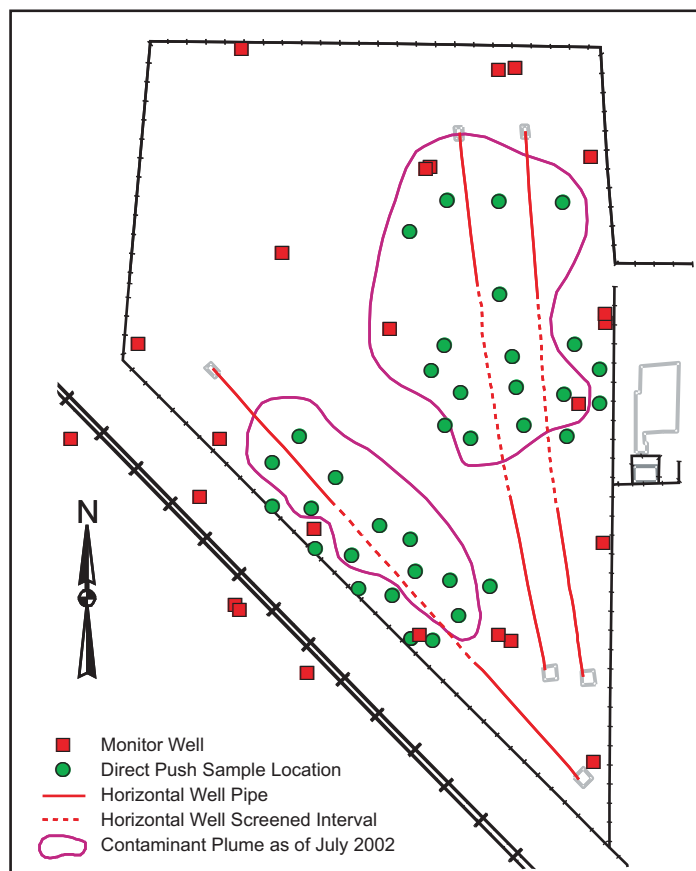 N
Monitor Well
Direct Push Sample Location
Horizontal Well Pipe
Horizontal Well Screened Interval
Contaminant Plume as of July 2002